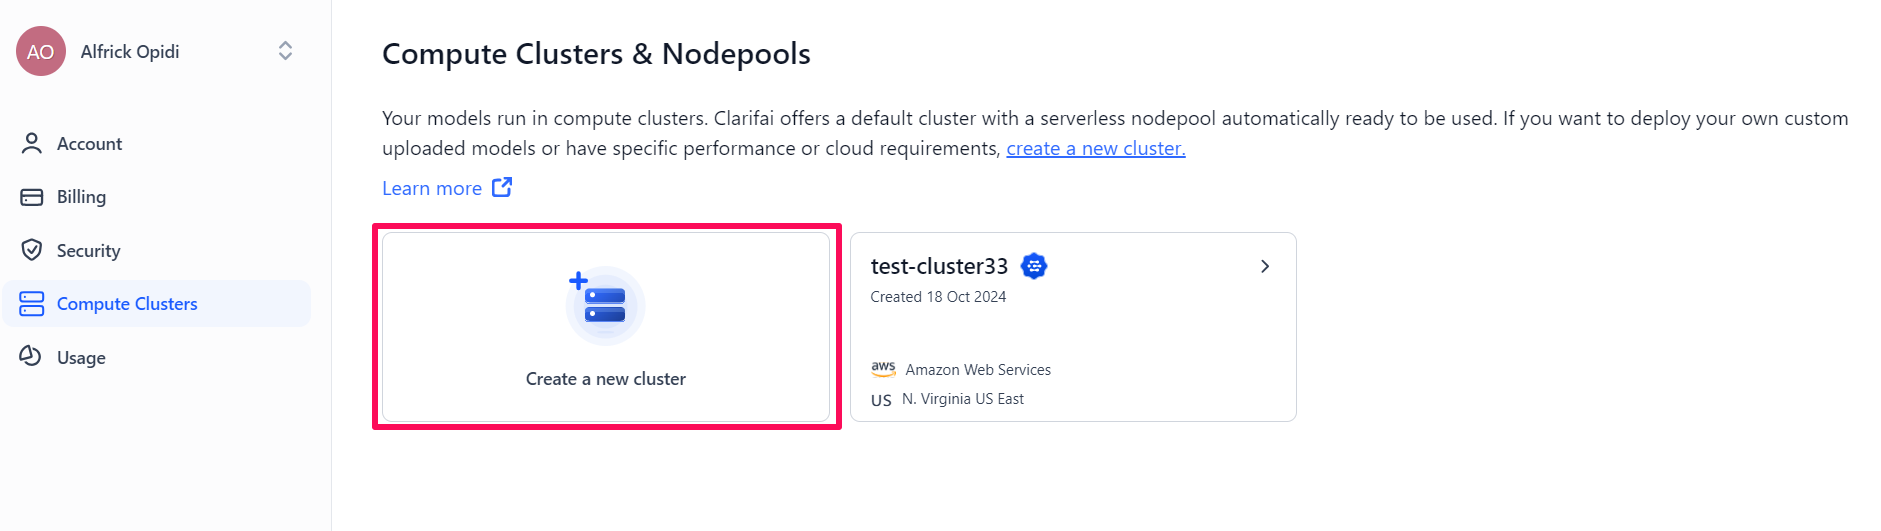 AO Alfrick Opidi
Account
Billing
Security
Compute Clusters
Usage
Compute Clusters & Nodepools
Your models run in compute clusters. Clarifai offers a default cluster with a serverless nodepool automatically ready to be used. If you want to deploy your own custom
uploaded models or have specific performance or cloud requirements, create a new cluster.
Learn more
Create a new cluster
test-cluster33
Created 18 Oct 2024
aws Amazon Web Services
US N. Virginia US East